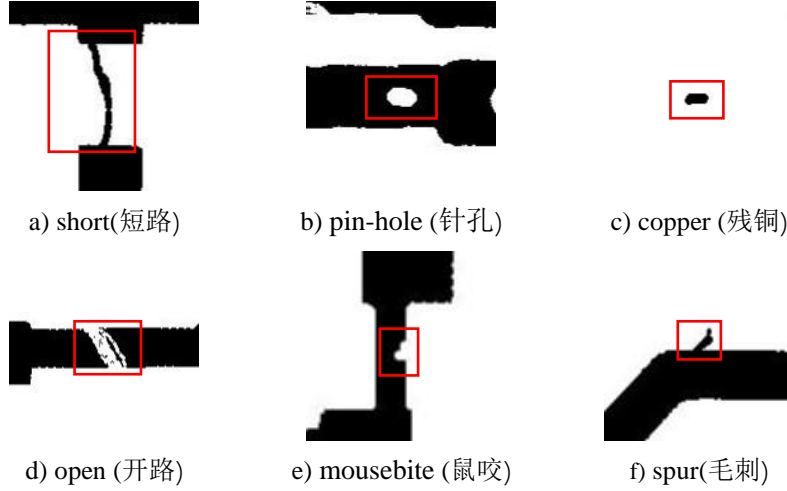 a) short(短路)
b) pin-hole (针孔)
c) copper (残铜)
d) open (开路)
e) mousebite (鼠咬)
f) spur(毛刺)